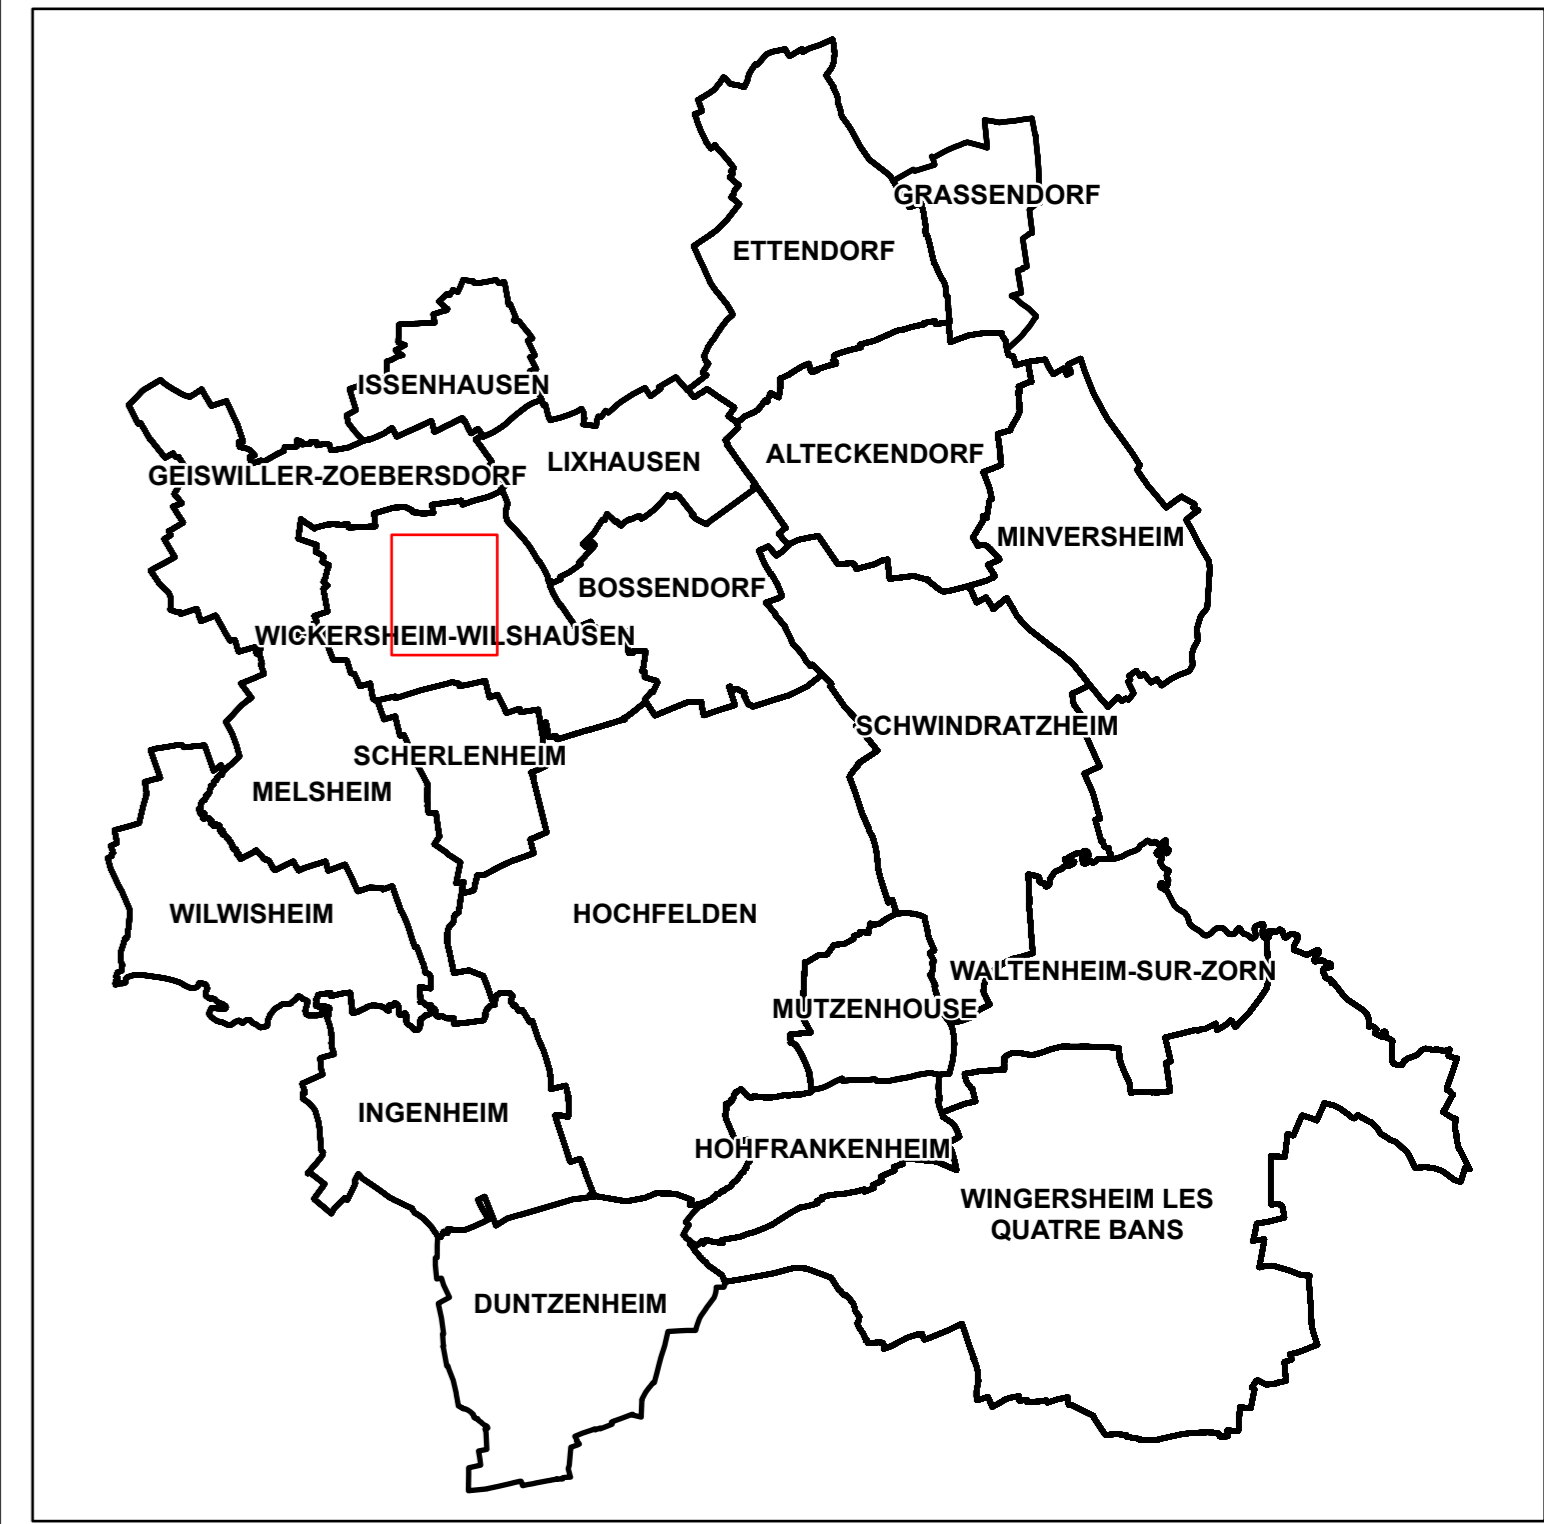 GRASSENDORF
ETTENDORF
ISSENHAUSEN
GEISWILLER-ZOEBERSDORF
LIXHAUSEN
ALTECKENDORF
MINVERSHEIM
BOSSENDORF
WICKERSHEIM-WILSHAUSEN
SCHWINDRATZHEIM
SCHERLENHEIM
MELSHEIM
WILWISHEIM
HOCHFELDEN
WALTENHEIM-SUR-ZORN
MUTZENHOUSE
INGENHEIM
HOHFRANKENHEIM
WINGERSHEIM LES
QUATRE BANS
DUNTZENHEIM